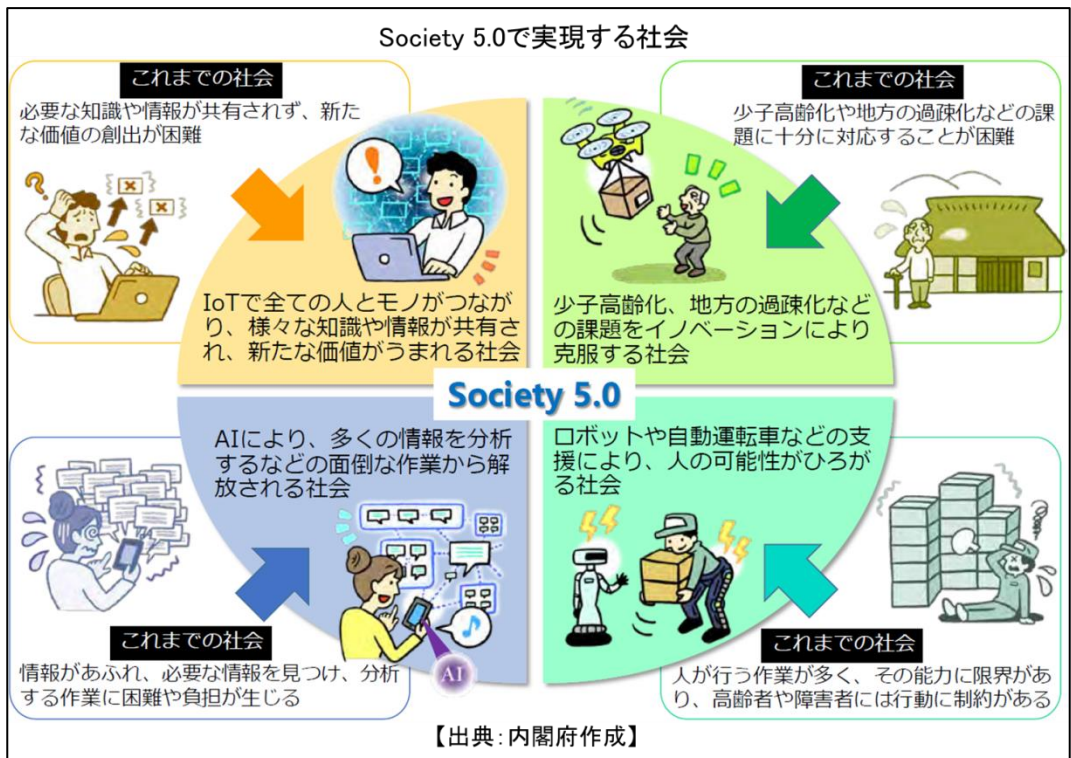 Society 5.0で実現する社会
これまでの社会
必要な知識や情報が共有されず、新た
な価値の創出が困難
IoTで全ての人とモノがつなが
り、様々な知識や情報が共有さ
れ、新たな価値がうまれる社会
これまでの社会
少子高齢化や地方の過疎化などの課
題に十分に対応することが困難
少子高齢化、地方の過疎化など
の課題をイノベーションにより
克服する社会
Society 5.0
AIにより、多くの情報を分析
するなどの面倒な作業から解
放される社会
AI
これまでの社会
情報があふれ、必要な情報を見つけ、分析
する作業に困難や負担が生じる
ロボットや自動運転車などの支
援により、人の可能性がひろが
る社会
これまでの社会
人が行う作業が多く、その能力に限界があ
り、高齢者や障害者には行動に制約がある
【出典：内閣府作成】